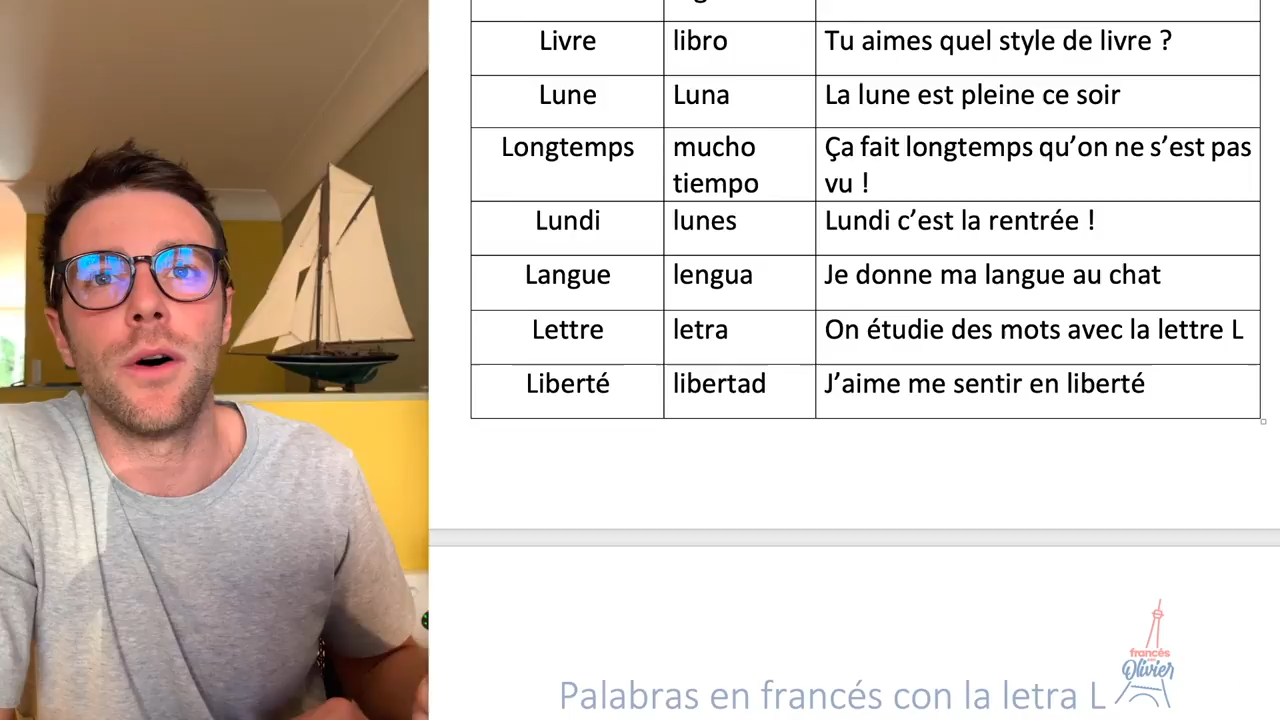 Livre libro Tu aimes quel style de livre ?
Lune Luna La lune est pleine ce soir
Longtemps mucho tiempo Ça fait longtemps qu’on ne s’est pas
vu !
Lundi lunes Lundi c’est la rentrée !
Langue lengua Je donne ma langue au chat
Lettre letra On étudie des mots avec la lettre L
Liberté libertad J’aime me sentir en liberté
francés
Olivier
Palabras en francés con la letra L